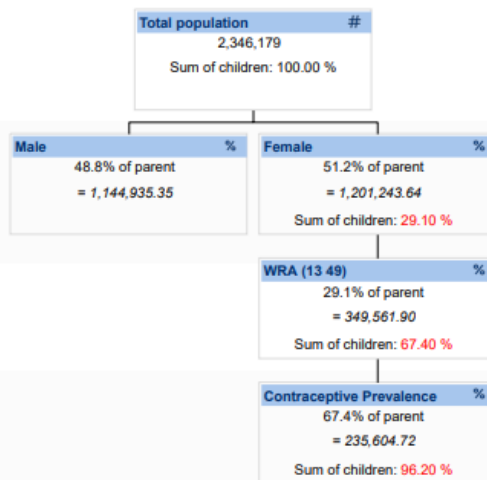 Total population #
2,346,179
Sum of children: 100.00 %
Male %
48.8% of parent
= 1,144,935.35
Female %
51.2% of parent
= 1,201,243.64
Sum of children: 29.10 %
WRA (13 49) %
29.1% of parent
= 349,561.90
Sum of children: 67.40 %
Contraceptive Prevalence %
67.4% of parent
= 235,604.72
Sum of children: 96.20 %